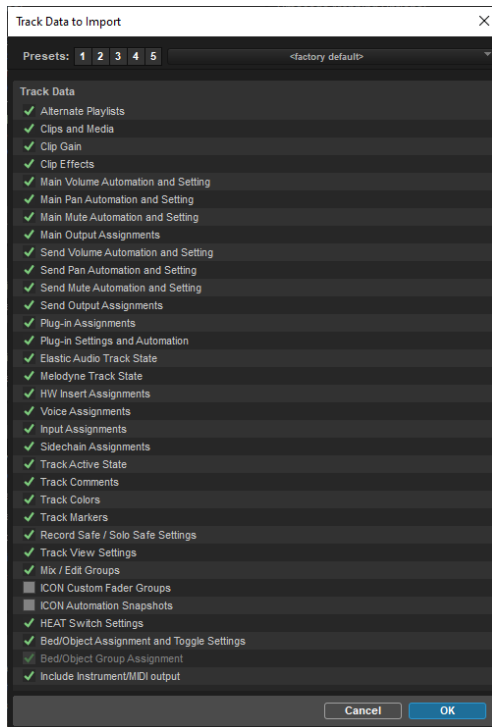 Track Data to Import
Presets: 1 2 3 4 5 <factory default>
Track Data
Alternate Playlists
Clips and Media
Clip Gain
Clip Effects
Main Volume Automation and Setting
Main Pan Automation and Setting
Main Mute Automation and Setting
Main Output Assignments
Send Volume Automation and Setting
Send Pan Automation and Setting
Send Mute Automation and Setting
Send Output Assignments
Plug-in Assignments
Plug-in Settings and Automation
Elastic Audio Track State
Melodyne Track State
HW Insert Assignments
Voice Assignments
Input Assignments
Sidechain Assignments
Track Active State
Track Comments
Track Colors
Track Markers
Record Safe / Solo Safe Settings
Track View Settings
Mix / Edit Groups
ICON Custom Fader Groups
ICON Automation Snapshots
HEAT Switch Settings
Bed/Object Assignment and Toggle Settings
Bed/Object Group Assignment
Include Instrument/MIDI output
Cancel OK